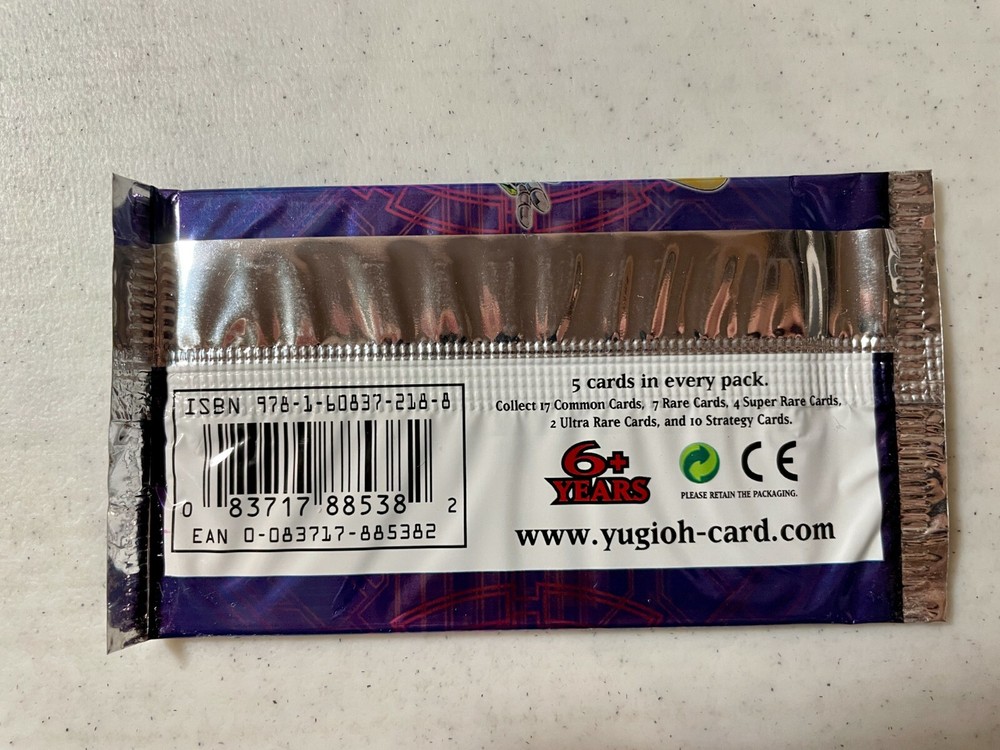 ISBN 978-1-60837-218-8
0 83717 88538 2
EAN 0-083717-885382
5 cards in every pack.
Collect 17 Common Cards, 7 Rare Cards, 4 Super Rare Cards,
2 Ultra Rare Cards, and 10 Strategy Cards.
6+
YEARS
CE
PLEASE RETAIN THE PACKAGING.
www.yugioh-card.com